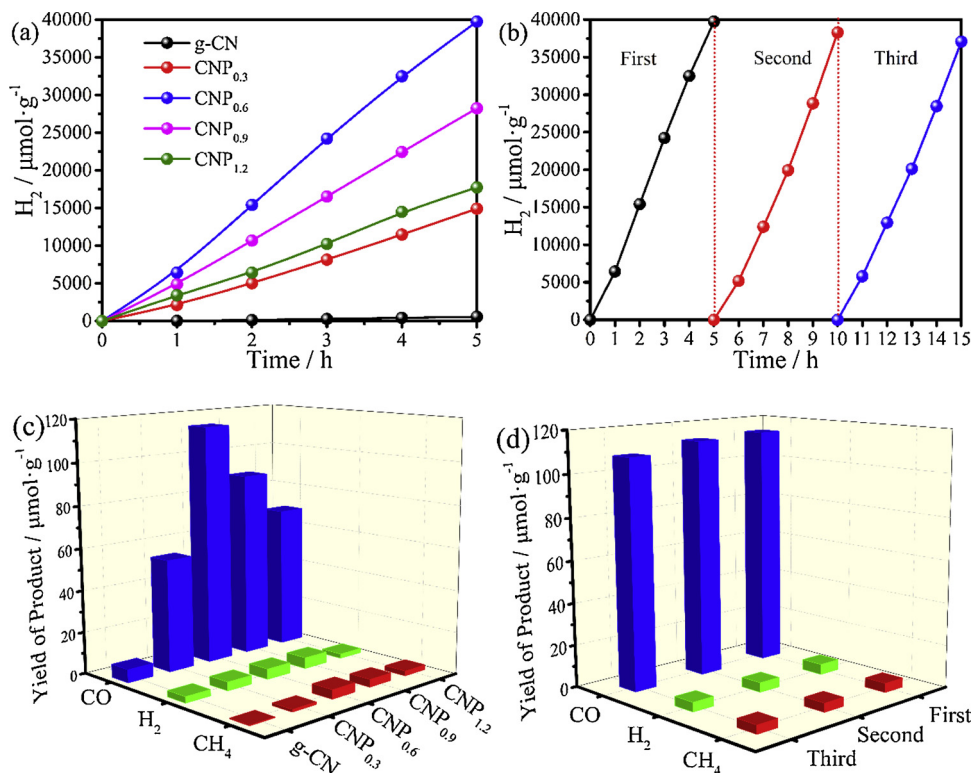 (a)
H₂ / μmol·g⁻¹
40000
35000
30000
25000
20000
15000
10000
5000
0
g-CN
CNP₀.₃
CNP₀.₆
CNP₀.₉
CNP₁.₂
0 1 2 3 4 5
Time / h
(b)
H₂ / μmol·g⁻¹
40000
35000
30000
25000
20000
15000
10000
5000
0
First Second Third
0 1 2 3 4 5 6 7 8 9 10 11 12 13 14 15
Time / h
(c)
Yield of Product / μmol·g⁻¹
120
100
80
60
40
20
0
CO
H₂
CH₄
g-CN
CNP₀.₃
CNP₀.₆
CNP₀.₉
CNP₁.₂
(d)
Yield of Product / μmol·g⁻¹
120
100
80
60
40
20
0
CO
H₂
CH₄
Third
Second
First